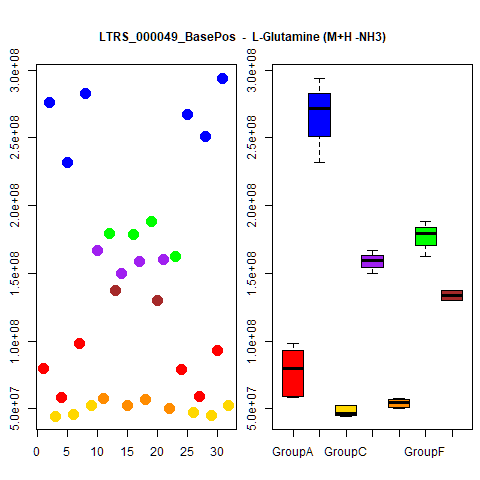 LTRS_000049_BasePos - L-Glutamine (M+H -NH3)
3.0e+08
2.5e+08
2.0e+08
1.5e+08
1.0e+08
5.0e+07
0 5 10 15 20 25 30
3.0e+08
2.5e+08
2.0e+08
1.5e+08
1.0e+08
5.0e+07
GroupA GroupC GroupF